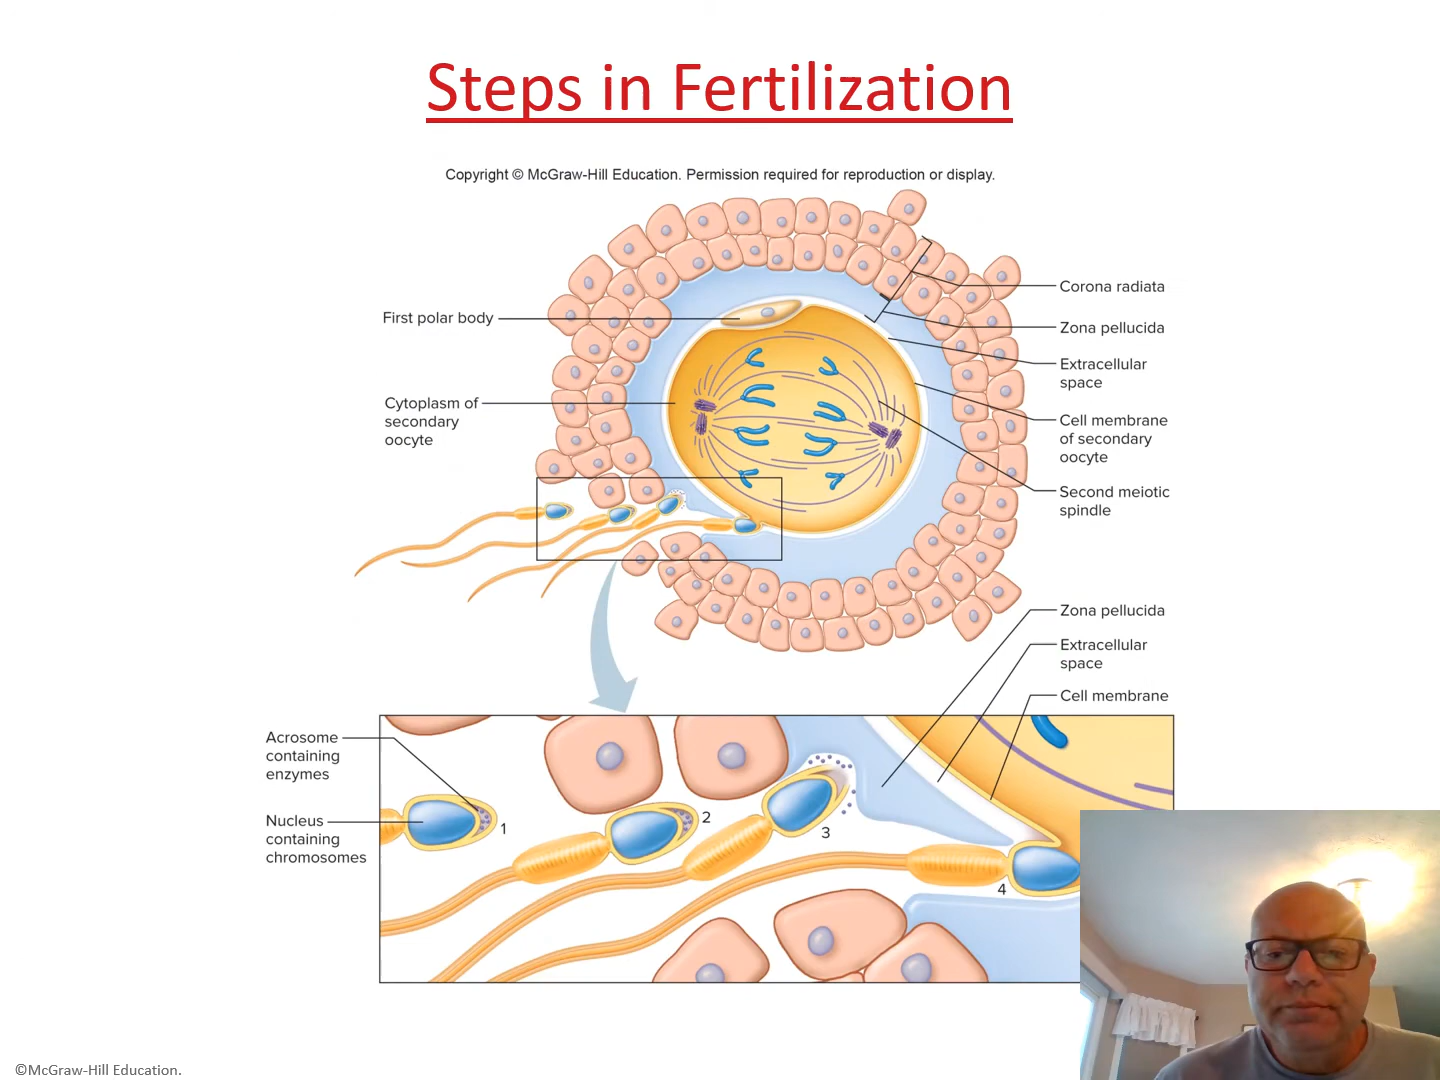 Steps in Fertilization
Copyright © McGraw-Hill Education. Permission required for reproduction or display.
First polar body
Cytoplasm of
secondary
oocyte
Corona radiata
Zona pellucida
Extracellular
space
Cell membrane
of secondary
oocyte
Second meiotic
spindle
Zona pellucida
Extracellular
space
Cell membrane
Acrosome
containing
enzymes
Nucleus
containing
chromosomes
1
2
3
4
©McGraw-Hill Education.